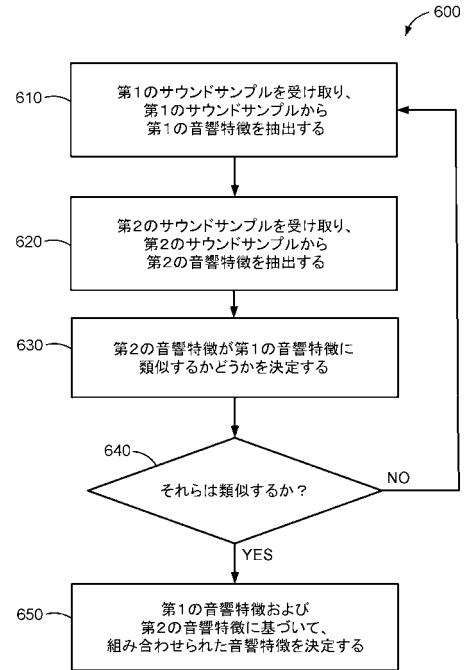 600
610
第1のサウンドサンプルを受け取り、
第1のサウンドサンプルから
第1の音響特徴を抽出する
620
第2のサウンドサンプルを受け取り、
第2のサウンドサンプルから
第2の音響特徴を抽出する
630
第2の音響特徴が第1の音響特徴に
類似するかどうかを決定する
640
それらは類似するか？
NO
YES
650
第1の音響特徴および
第2の音響特徴に基づいて、
組み合わせられた音響特徴を決定する